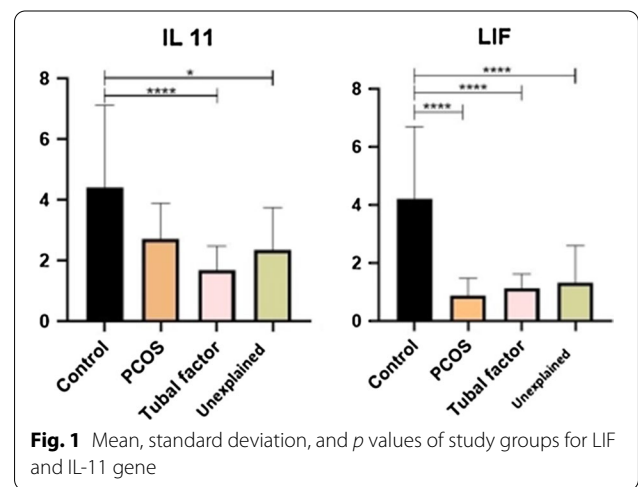 IL 11
8
6
4
2
0
*
****
Control
PCOS
Tubal factor
Unexplained
LIF
8
6
4
2
0
****
****
****
Control
PCOS
Tubal factor
Unexplained
Fig. 1 Mean, standard deviation, and p values of study groups for LIF
and IL-11 gene